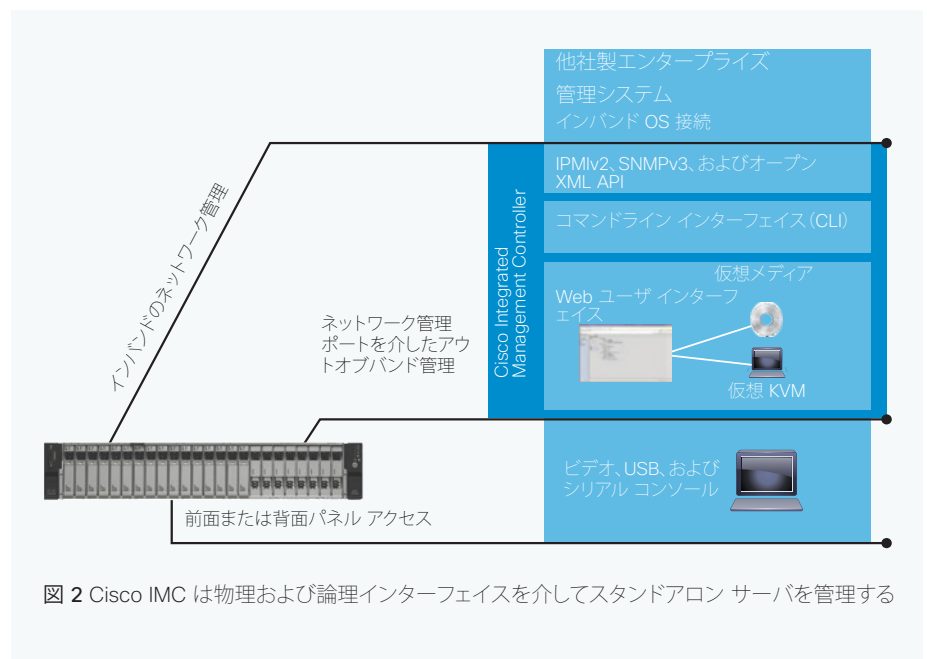 他社製エンタープライズ
管理システム
インバンド OS 接続
IPMIv2、SNMPv3、およびオープン
XML API
コマンドライン インターフェイス（CLI）
Cisco Integrated
Management Controller
仮想メディア
Web ユーザ インターフ
ェイス
仮想 KVM
インバンドのネットワーク管理
ネットワーク管理
ポートを介したアウ
トオブバンド管理
ビデオ、USB、および
シリアル コンソール
前面または背面パネル アクセス
図 2 Cisco IMC は物理および論理インターフェイスを介してスタンドアロン サーバを管理する